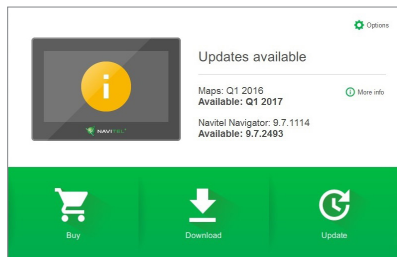 Options
Updates available
Maps: Q1 2016
Available: Q1 2017
More info
Navitel Navigator: 9.7.1114
Available: 9.7.2493
NAVITEL
Buy
Download
Update